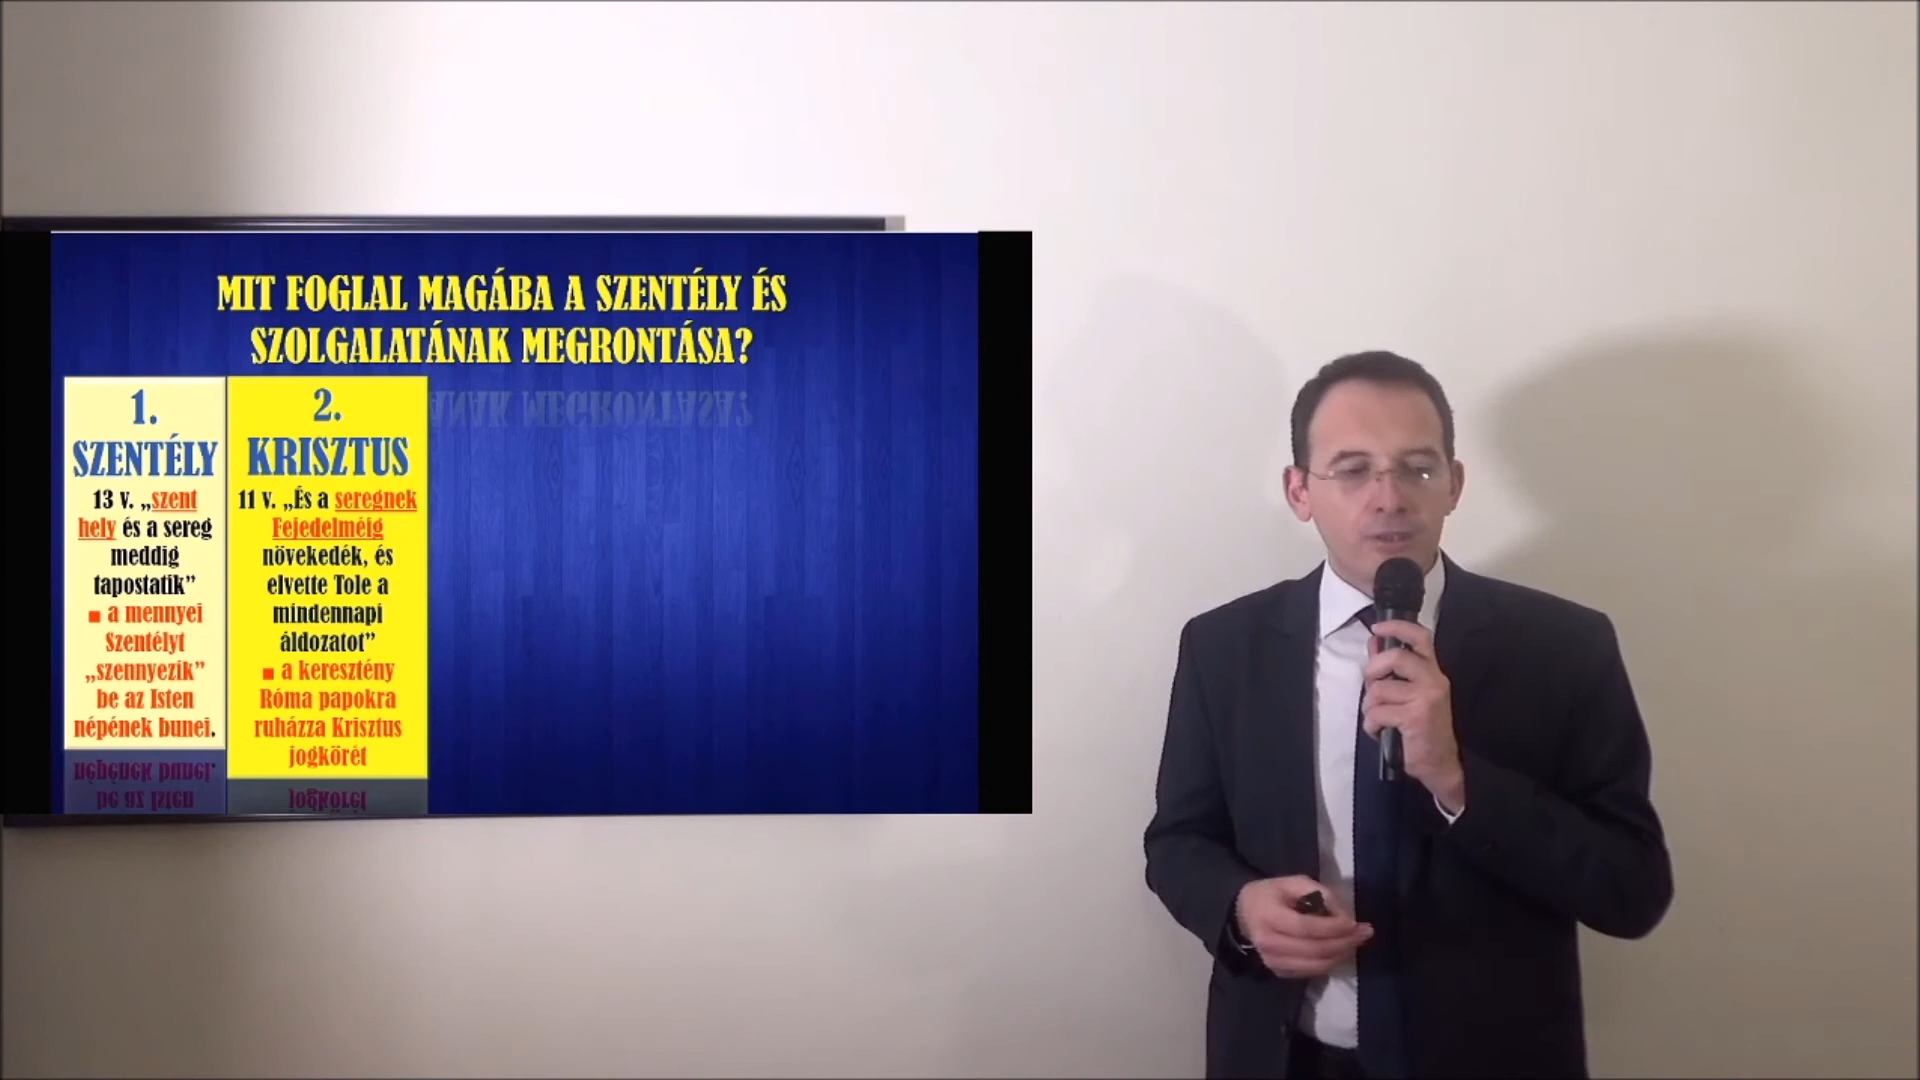 MIT FOGLAL MAGÁBA A SZENTÉLY ÉS
SZOLGALATÁNAK MEGRONTÁSA?
1.
SZENTÉLY
13 v. „szent
hely és a sereg
meddig
tapostatik”
■ a mennyei
Szentélyt
„szennyezik”
be az Isten
népének bunei.
2.
KRISZTUS
11 v. „És a seregnek
Fejedelméig
növekedék, és
elvette Tole a
mindennapi
áldozatot”
■ a keresztény
Róma papokra
ruházza Krisztus
jogkörét